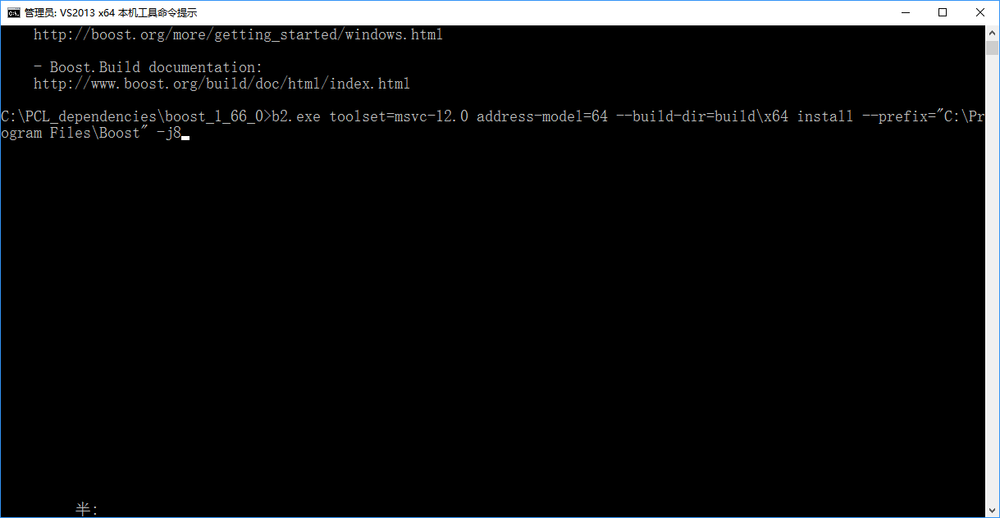 管理员: VS2013 x64 本机工具命令提示
http://boost.org/more/getting_started/windows.html
- Boost.Build documentation:
http://www.boost.org/build/doc/html/index.html
C:\PCL_dependencies\boost_1_66_0>b2.exe toolset=msvc-12.0 address-model=64 --build-dir=build\x64 install --prefix="C:\Pr
ogram Files\Boost" -j8
半: